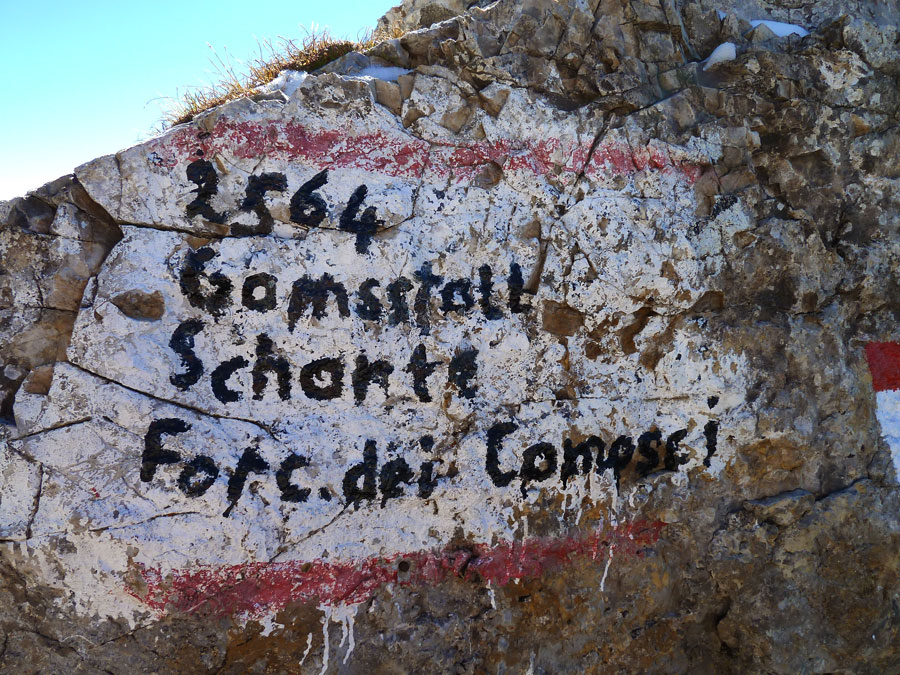 2564
Gamsstall
Scharte
Forc. dei Camosci